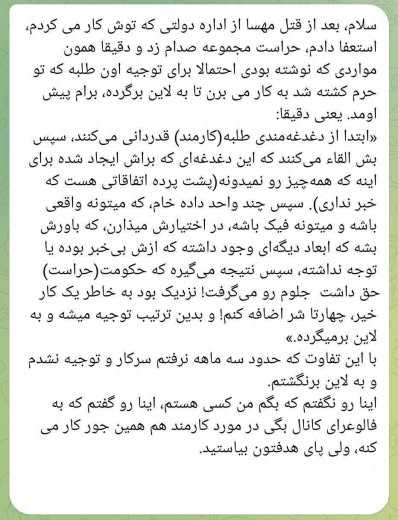 سلام، بعد از قتل مهسا از اداره دولتی که توش کار می کردم،
استعفا دادم، حراست مجموعه صدام زد و دقیقا همون
مواردی که نوشته بودی احتمالا برای توجیه اون طلبه که تو
حرم کشته شد به کار می برن تا به لاین برگرده، برام پیش
اومد. یعنی دقیقا:
«ابتدا از دغدغه‌مندی طلبه(کارمند) قدردانی می‌کنند، سپس
بش القاء می‌کنند که این دغدغه‌ای که براش ایجاد شده برای
اینه که همه‌چیز رو نمیدونه(پشت پرده اتفاقاتی هست که
خبر نداری). سپس چند واحد داده خام، که میتونه واقعی
باشه و میتونه فیک باشه، در اختیارش میذارن، که باورش
بشه که ابعاد دیگه‌ای وجود داشته که ازش بی‌خبر بوده یا
توجه نداشته، سپس نتیجه می‌گیره که حکومت(حراست)
حق داشت جلوم رو می‌گرفت! نزدیک بود به خاطر یک کار
خیر، چهارتا شر اضافه کنم! و بدین ترتیب توجیه میشه و به
لاین برمیگرده.»
با این تفاوت که حدود سه ماهه نرفتم سرکار و توجیه نشدم
و به لاین برنگشتم.
اینا رو نگفتم که بگم من کسی هستم، اینا رو گفتم که به
فالوعرای کانال بگی در مورد کارمند هم همین جور کار می
کنه، ولی پای هدفتون بیاستید.